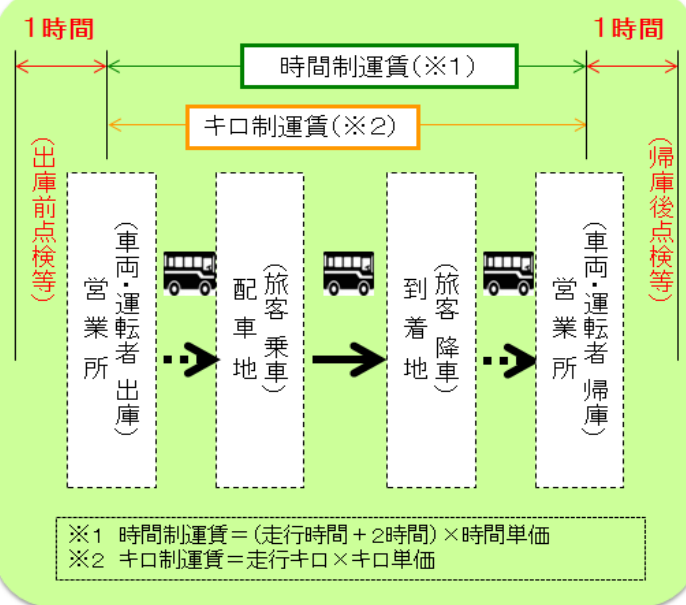 1時間
1時間
時間制運賃(※1)
キロ制運賃(※2)
(出庫前点検等)
営業所
(車両・運転者 出庫)
配車地
(旅客 乗車)
到着地
(旅客 降車)
営業所
(車両・運転者 帰庫)
(帰庫後点検等)
※1 時間制運賃=(走行時間+2時間)×時間単価
※2 キロ制運賃=走行キロ×キロ単価